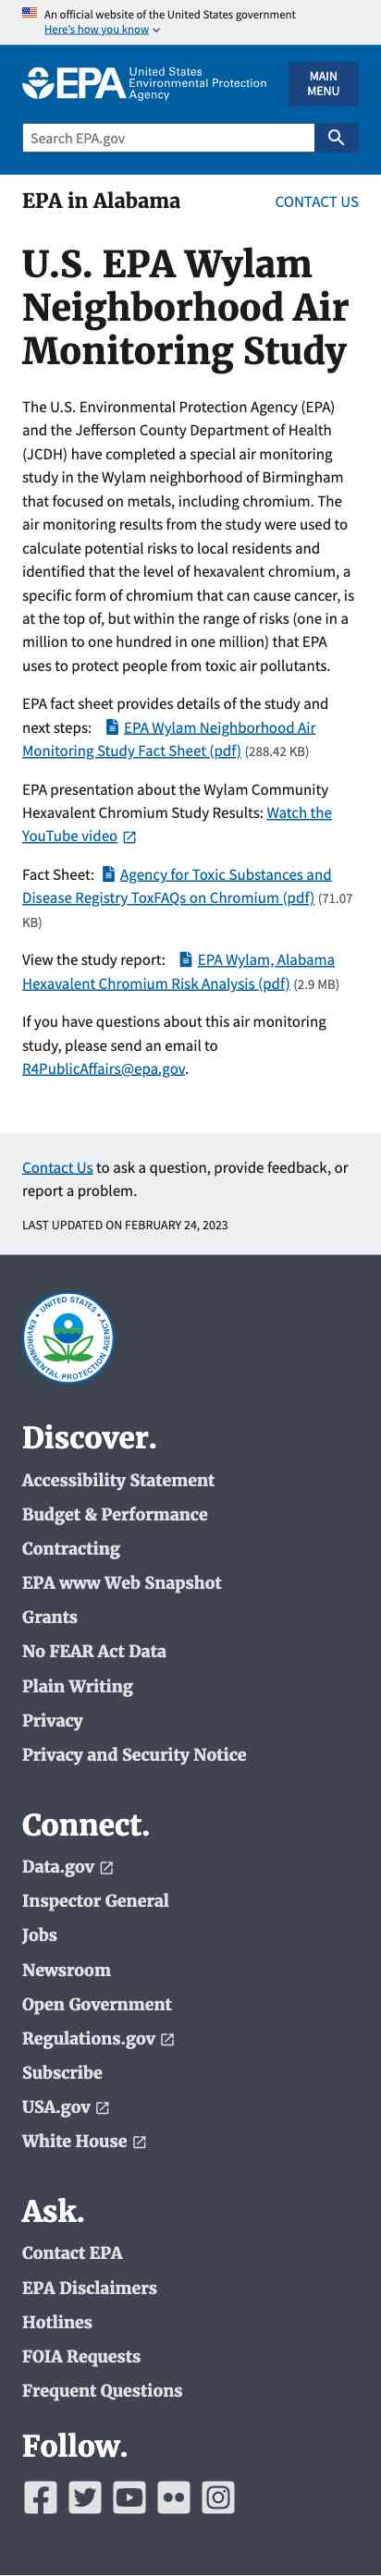 An official website of the United States government
Here's how you know
EPA United States
Environmental Protection
Agency
MAIN
MENU
Search EPA.gov
EPA in Alabama
CONTACT US
U.S. EPA Wylam
Neighborhood Air
Monitoring Study
The U.S. Environmental Protection Agency (EPA)
and the Jefferson County Department of Health
(JCDH) have completed a special air monitoring
study in the Wylam neighborhood of Birmingham
that focused on metals, including chromium. The
air monitoring results from the study were used to
calculate potential risks to local residents and
identified that the level of hexavalent chromium, a
specific form of chromium that can cause cancer, is
at the top of, but within the range of risks (one in a
million to one hundred in one million) that EPA
uses to protect people from toxic air pollutants.
EPA fact sheet provides details of the study and
next steps: EPA Wylam Neighborhood Air
Monitoring Study Fact Sheet (pdf) (288.42 KB)
EPA presentation about the Wylam Community
Hexavalent Chromium Study Results: Watch the
YouTube video
Fact Sheet: Agency for Toxic Substances and
Disease Registry ToxFAQs on Chromium (pdf) (71.07
KB)
View the study report: EPA Wylam, Alabama
Hexavalent Chromium Risk Analysis (pdf) (2.9 MB)
If you have questions about this air monitoring
study, please send an email to
R4PublicAffairs@epa.gov.
Contact Us to ask a question, provide feedback, or
report a problem.
LAST UPDATED ON FEBRUARY 24, 2023
UNITED STATES
ENVIRONMENTAL PROTECTION AGENCY
Discover.
Accessibility Statement
Budget & Performance
Contracting
EPA www Web Snapshot
Grants
No FEAR Act Data
Plain Writing
Privacy
Privacy and Security Notice
Connect.
Data.gov
Inspector General
Jobs
Newsroom
Open Government
Regulations.gov
Subscribe
USA.gov
White House
Ask.
Contact EPA
EPA Disclaimers
Hotlines
FOIA Requests
Frequent Questions
Follow.